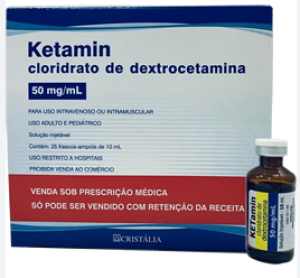 Ketamin
cloridrato de dextrocetamina
50 mg/mL
PARA USO INTRAVENOSO OU INTRAMUSCULAR
USO ADULTO E PEDIÁTRICO
Solução injetável
Contém: 25 frascos-ampola de 10 mL
USO RESTRITO A HOSPITAIS
PROIBIDA VENDA AO COMÉRCIO
VENDA SOB PRESCRIÇÃO MÉDICA
SÓ PODE SER VENDIDO COM RETENÇÃO DA RECEITA
CRISTÁLIA
KETamin
cloridrato de
dextrocetamina
50 mg/mL